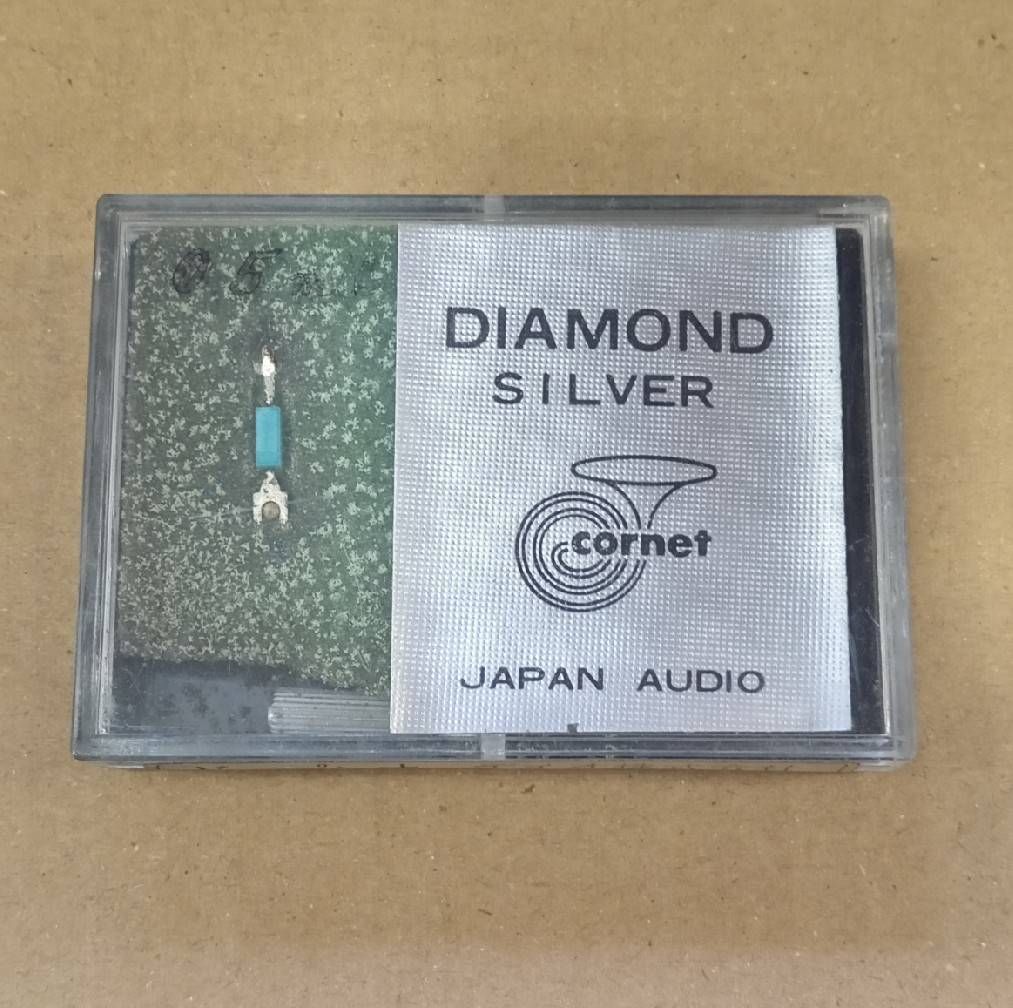 DIAMOND
SILVER
cornet
JAPAN AUDIO